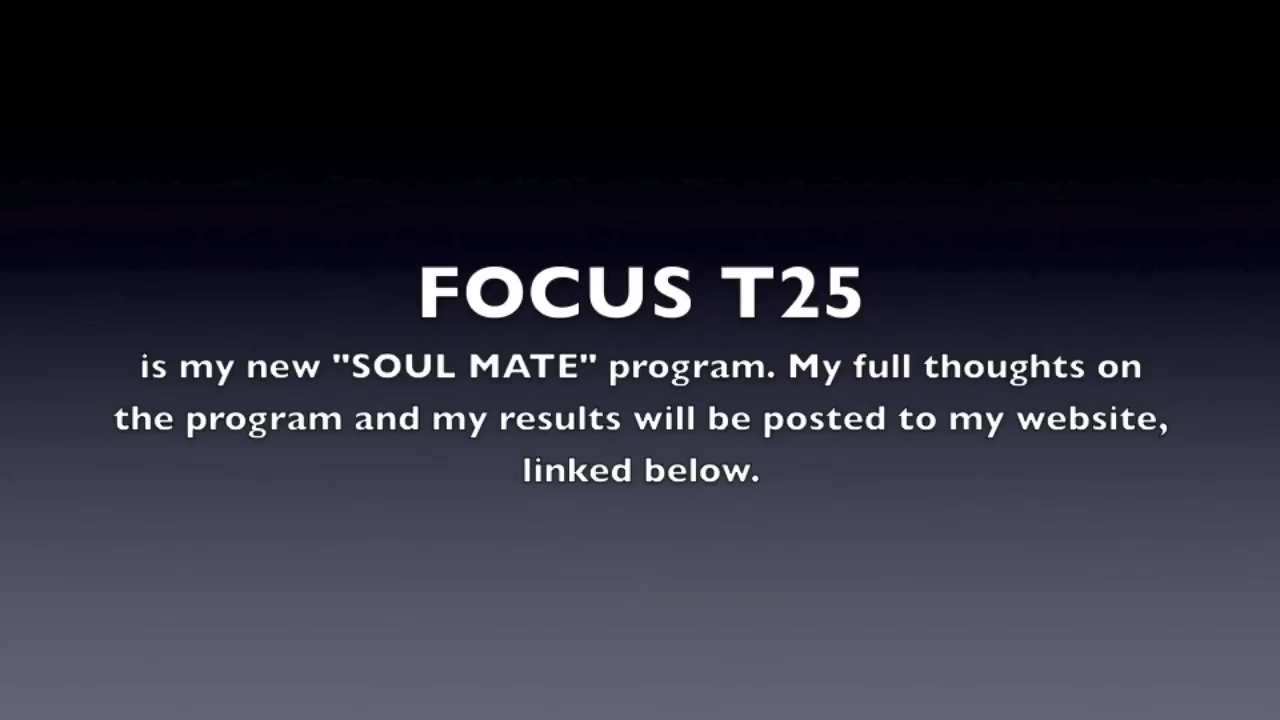 FOCUS T25
is my new "SOUL MATE" program. My full thoughts on
the program and my results will be posted to my website,
linked below.